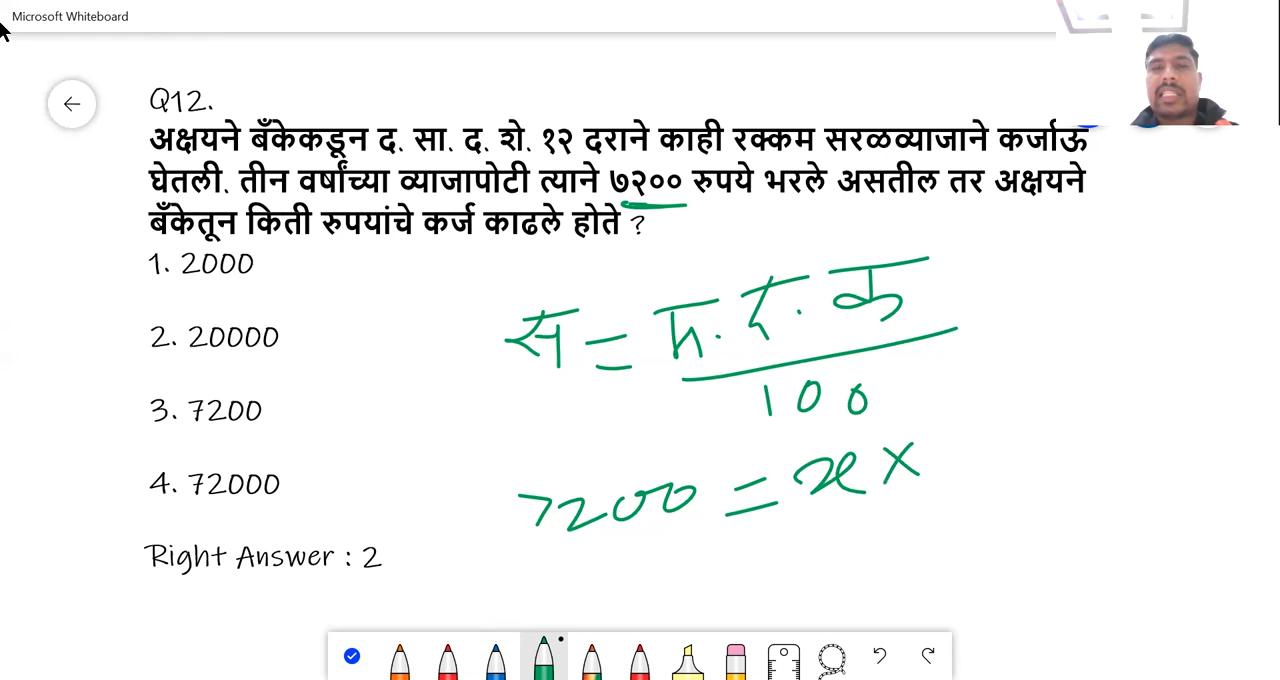 Microsoft Whiteboard
Q12.
अक्षयने बँकेकडून द. सा. द. शे. १२ दराने काही रक्कम सरळव्याजाने कर्जाऊ
घेतली. तीन वर्षांच्या व्याजापोटी त्याने ७२०० रुपये भरले असतील तर अक्षयने
बँकेतून किती रुपयांचे कर्ज काढले होते ?
1. 2000
2. 20000
3. 7200
4. 72000
Right Answer : 2
स = म. द. क
100
7200 = x ×